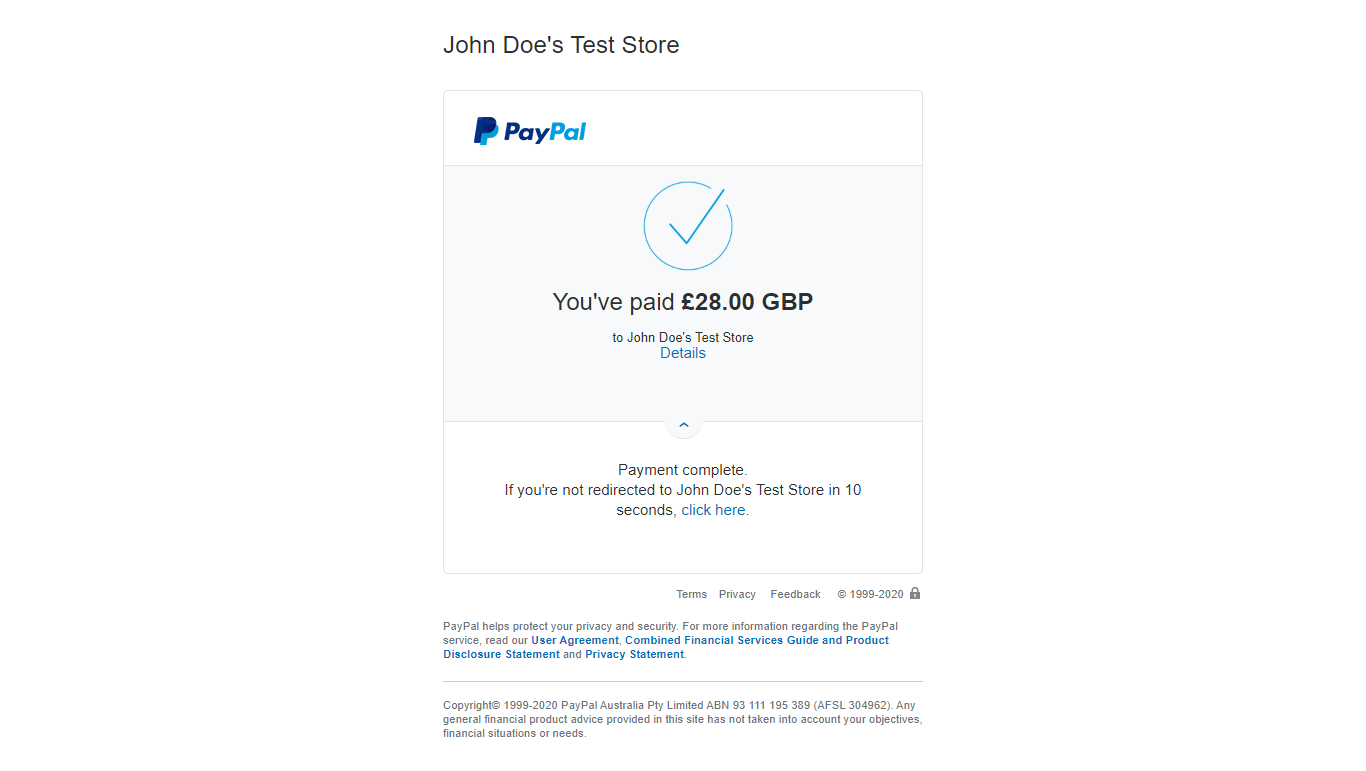 John Doe's Test Store
PayPal
You've paid £28.00 GBP
to John Doe's Test Store
Details
Payment complete.
If you're not redirected to John Doe's Test Store in 10
seconds, click here.
Terms Privacy Feedback © 1999-2020
PayPal helps protect your privacy and security. For more information regarding the PayPal
service, read our User Agreement, Combined Financial Services Guide and Product
Disclosure Statement and Privacy Statement.
Copyright© 1999-2020 PayPal Australia Pty Limited ABN 93 111 195 389 (AFSL 304962). Any
general financial product advice provided in this site has not taken into account your objectives,
financial situations or needs.